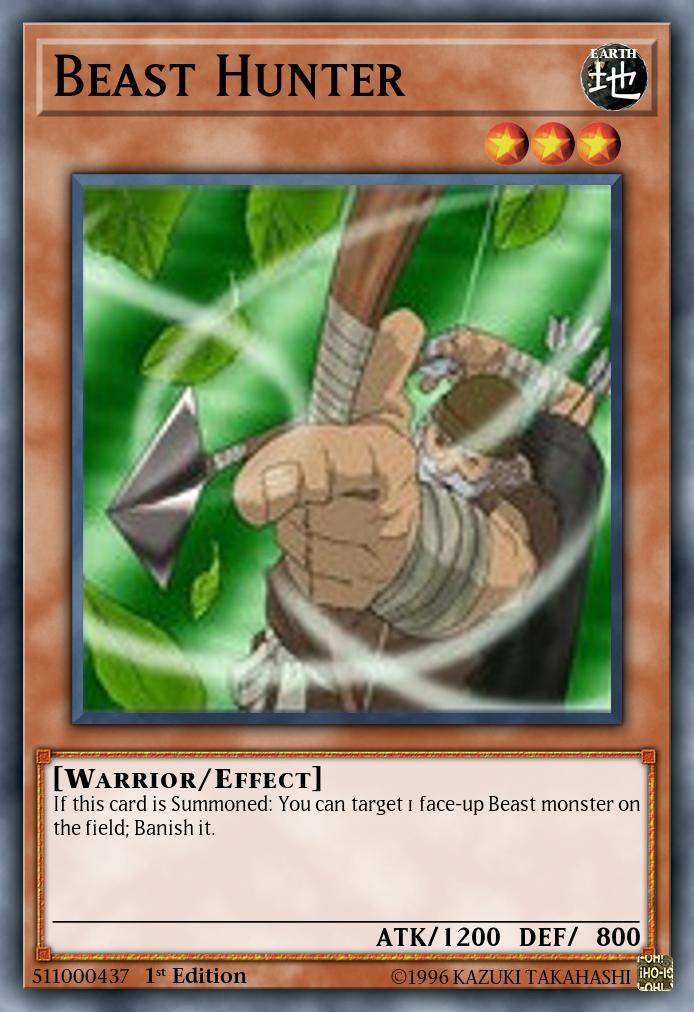 BEAST HUNTER
EARTH
地
[WARRIOR/EFFECT]
If this card is Summoned: You can target 1 face-up Beast monster on
the field; Banish it.
ATK/1200 DEF/ 800
511000437 1st Edition ©1996 KAZUKI TAKAHASHI